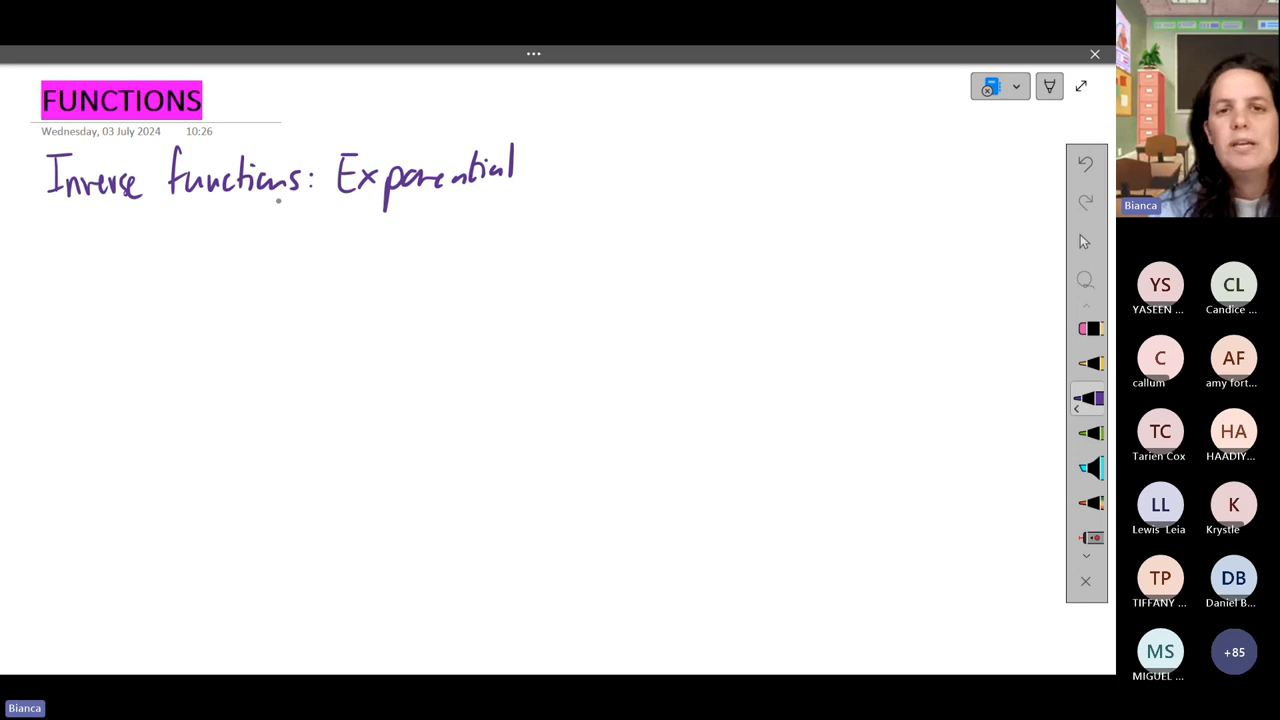 FUNCTIONS
Wednesday, 03 July 2024 10:26
Inverse functions: Exponential
Bianca
YS
CL
YASEEN ...
Candice ...
C
AF
callum
amy fort...
TC
HA
Tarien Cox
HAADIY...
LL
K
Lewis Leia
Krystle
TP
DB
TIFFANY ...
Daniel B...
MS
+85
MIGUEL ...
Bianca